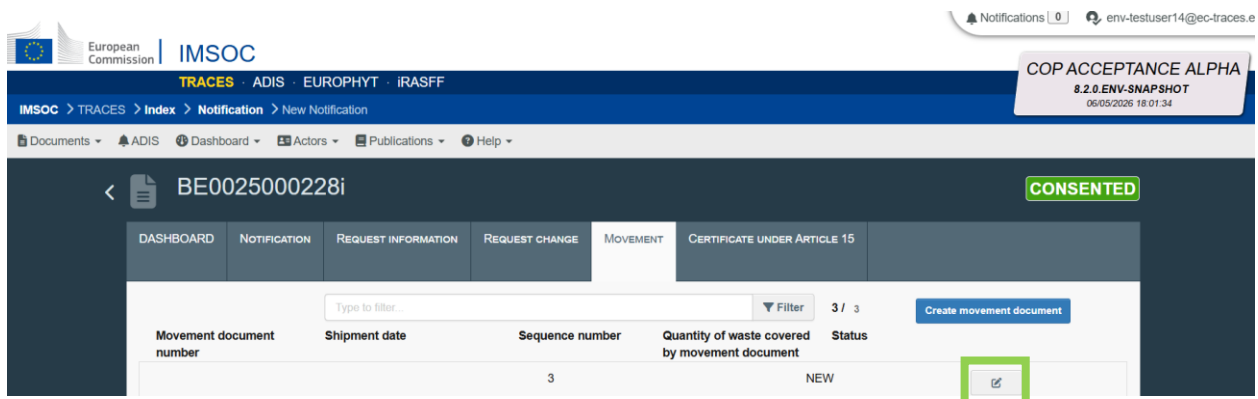 Notifications 0 env-testuser14@ec-traces.e
European
Commission
IMSOC
COP ACCEPTANCE ALPHA
8.2.0.ENV-SNAPSHOT
06/05/2026 18:01:34
TRACES · ADIS · EUROPHYT · iRASFF
IMSOC > TRACES > Index > Notification > New Notification
Documents ADIS Dashboard Actors Publications Help
BE0025000228i
CONSENTED
DASHBOARD NOTIFICATION REQUEST INFORMATION REQUEST CHANGE MOVEMENT CERTIFICATE UNDER ARTICLE 15
Type to filter... Filter 3 / 3 Create movement document
Movement document number Shipment date Sequence number Quantity of waste covered by movement document Status
3 NEW